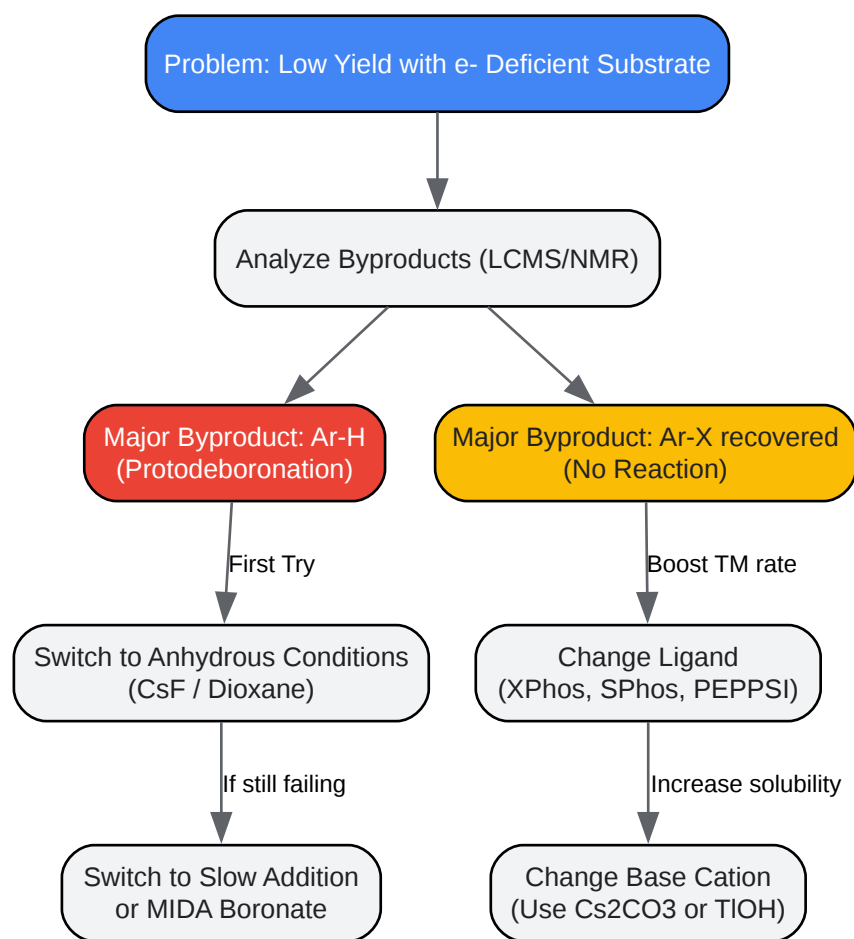 Problem: Low Yield with e- Deficient Substrate
Analyze Byproducts (LCMS/NMR)
Major Byproduct: Ar-H
(Protodeboronation)
Major Byproduct: Ar-X recovered
(No Reaction)
First Try
Boost TM rate
Switch to Anhydrous Conditions
(CsF / Dioxane)
Change Ligand
(XPhos, SPhos, PEPPSI)
If still failing
Increase solubility
Switch to Slow Addition
or MIDA Boronate
Change Base Cation
(Use Cs2CO3 or TlOH)